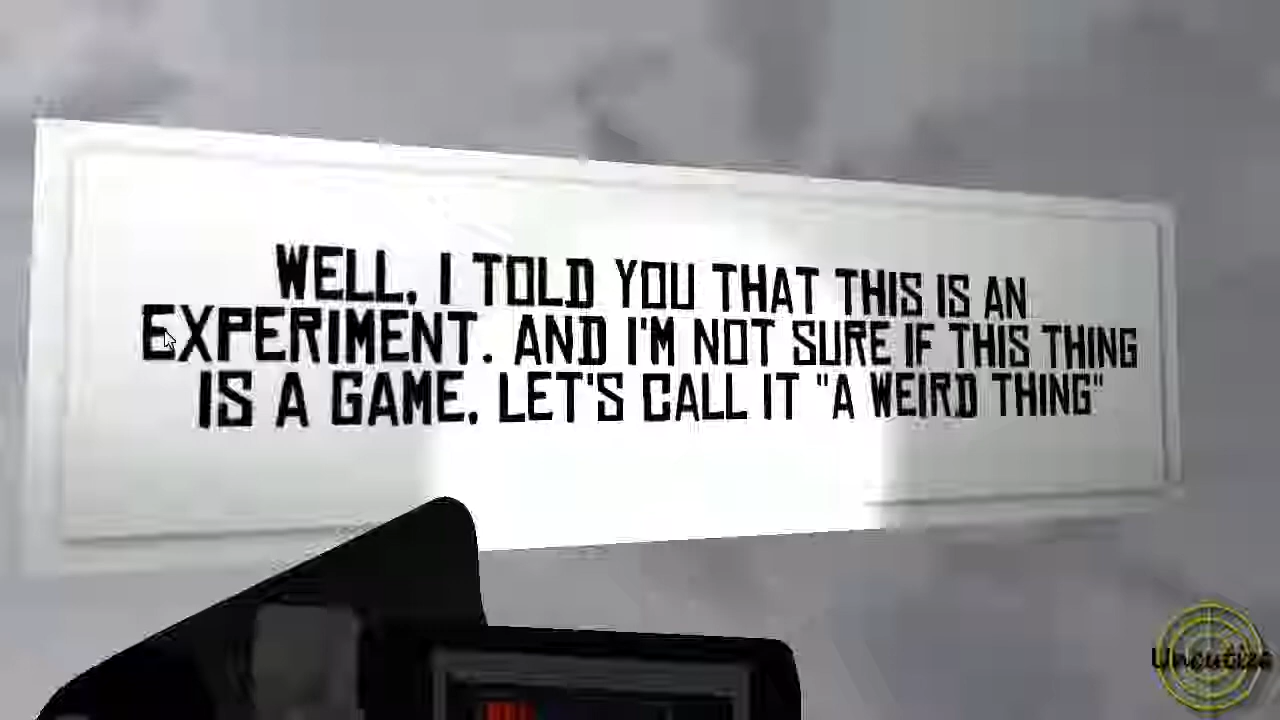 WELL, I TOLD YOU THAT THIS IS AN
EXPERIMENT. AND I'M NOT SURE IF THIS THING
IS A GAME. LET'S CALL IT "A WEIRD THING"
Uncutize